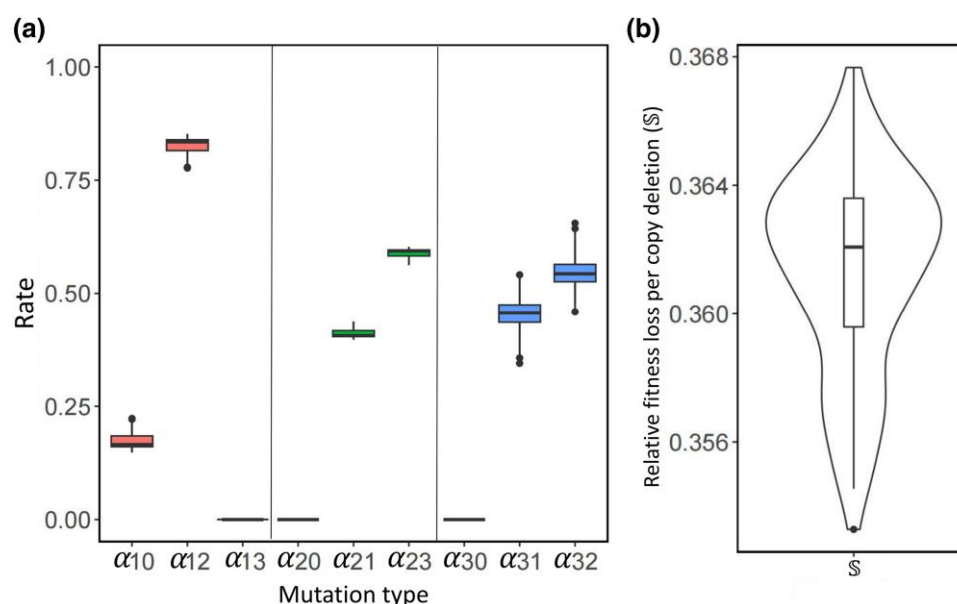 (a)
Rate
1.00
0.75
0.50
0.25
0.00
α10 α12 α13 α20 α21 α23 α30 α31 α32
Mutation type
(b)
Relative fitness loss per copy deletion (𝕊)
0.368
0.364
0.360
0.356
𝕊